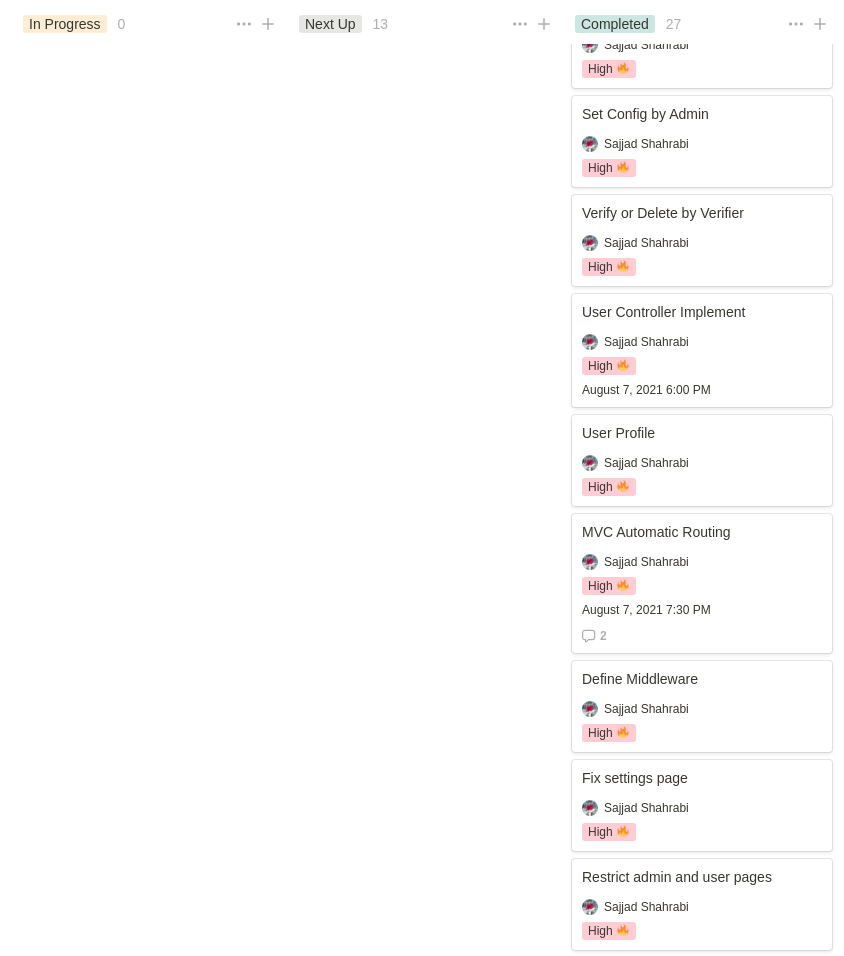 In Progress 0
Next Up 13
Completed 27
Sajjad Shahrabi
High
Set Config by Admin
Sajjad Shahrabi
High
Verify or Delete by Verifier
Sajjad Shahrabi
High
User Controller Implement
Sajjad Shahrabi
High
August 7, 2021 6:00 PM
User Profile
Sajjad Shahrabi
High
MVC Automatic Routing
Sajjad Shahrabi
High
August 7, 2021 7:30 PM
2
Define Middleware
Sajjad Shahrabi
High
Fix settings page
Sajjad Shahrabi
High
Restrict admin and user pages
Sajjad Shahrabi
High